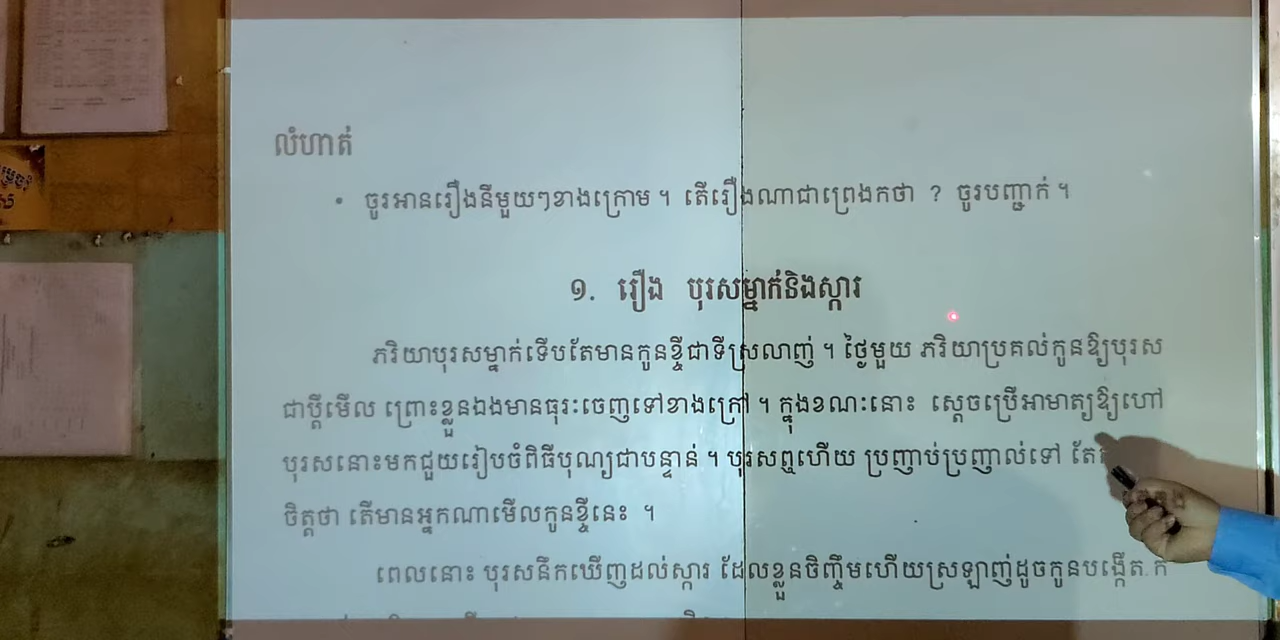 លំហាត់
• ចូរអានរឿងនីមួយៗខាងក្រោម ។ តើរឿងណាជាព្រេងកថា ? ចូរបញ្ជាក់ ។
១. រឿង បុរសម្នាក់និងស្ការ
ភរិយាបុរសម្នាក់ទើបតែមានកូនខ្ចីជាទីស្រលាញ់ ។ ថ្ងៃមួយ ភរិយាប្រគល់កូនឱ្យបុរស
ជាប្តីមើល ព្រោះខ្លួនឯងមានធុរៈចេញទៅខាងក្រៅ ។ ក្នុងខណៈនោះ ស្តេចប្រើអាមាត្យឱ្យហៅ
បុរសនោះមកជួយរៀបចំពិធីបុណ្យជាបន្ទាន់ ។ បុរសឮហើយ ប្រញាប់ប្រញាល់ទៅ តែ
ចិត្តថា តើមានអ្នកណាមើលកូនខ្ចីនេះ ។
ពេលនោះ បុរសនឹកឃើញដល់ស្ការ ដែលខ្លួនចិញ្ចឹមហើយស្រឡាញ់ដូចកូនបង្កើត.